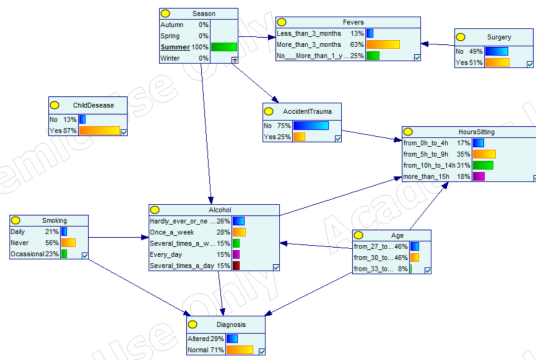 Season
Autumn 0%
Spring 0%
Summer 100%
Winter 0%
Fevers
Less_than_3_months 13%
More_than_3_months 63%
No___More_than_1_y... 25%
Surgery
No 49%
Yes 51%
ChildDesease
No 13%
Yes 87%
AccidentTrauma
No 75%
Yes 25%
HoursSitting
from_0h_to_4h 17%
from_5h_to_9h 35%
from_10h_to_14h 31%
more_than_15h 18%
Smoking
Daily 21%
Never 56%
Ocassional 23%
Alcohol
Hardly_ever_or_ne... 26%
Once_a_week 28%
Several_times_a_w... 15%
Every_day 15%
Several_times_a_day 15%
Age
from_27_to... 46%
from_30_to... 46%
from_33_to... 8%
Diagnosis
Altered 29%
Normal 71%